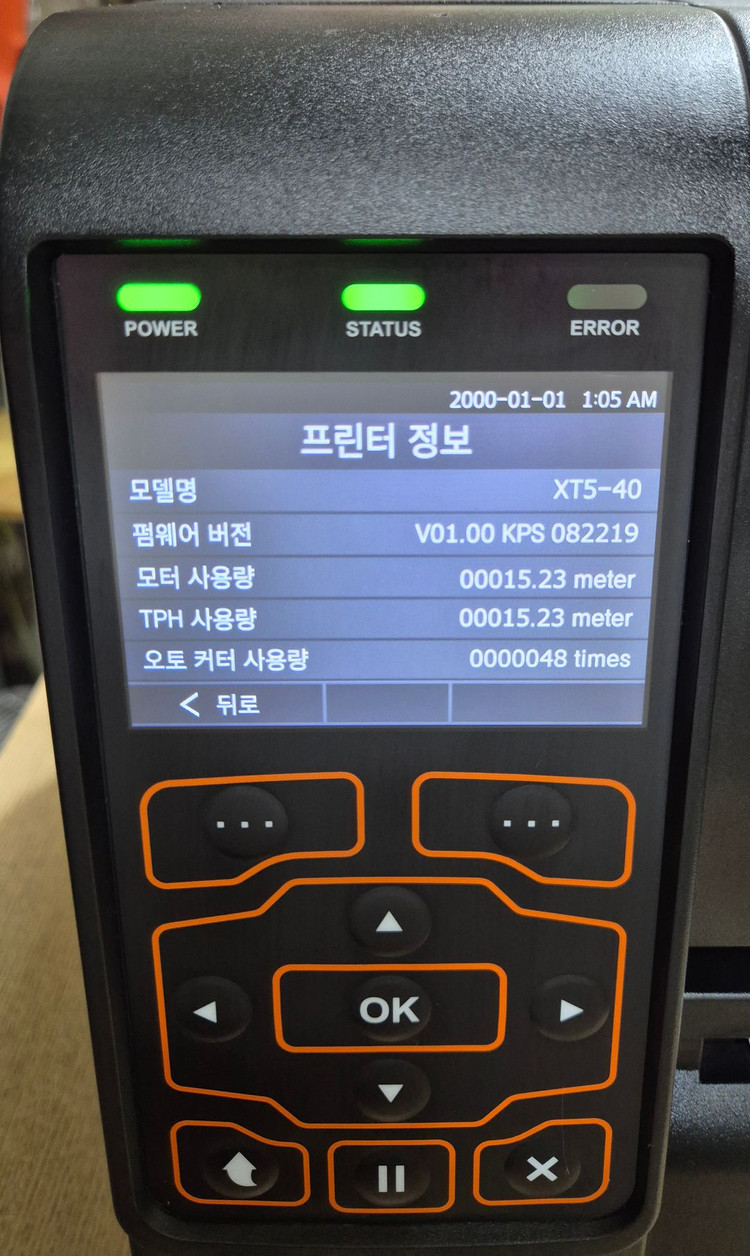 POWER STATUS ERROR
2000-01-01 1:05 AM
프린터 정보
모델명 XT5-40
펌웨어 버전 V01.00 KPS 082219
모터 사용량 00015.23 meter
TPH 사용량 00015.23 meter
오토 커터 사용량 0000048 times
< 뒤로
OK